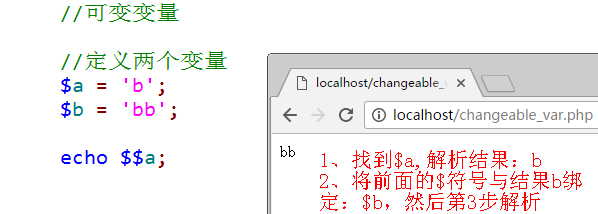 //可变变量
//定义两个变量
$a = 'b';
$b = 'bb';
echo $$a;
localhost/changeable_v
localhost/changeable_var.php
bb
1、找到$a,解析结果：b
2、将前面的$符号与结果b绑
定：$b，然后第3步解析